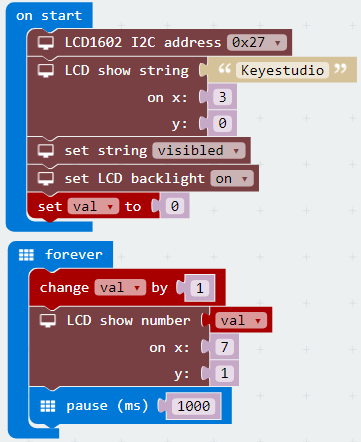 on start
LCD1602 I2C address 0x27
LCD show string “ Keyestudio ”
on x: 3
y: 0
set string visibled
set LCD backlight on
set val to 0
forever
change val by 1
LCD show number val
on x: 7
y: 1
pause (ms) 1000